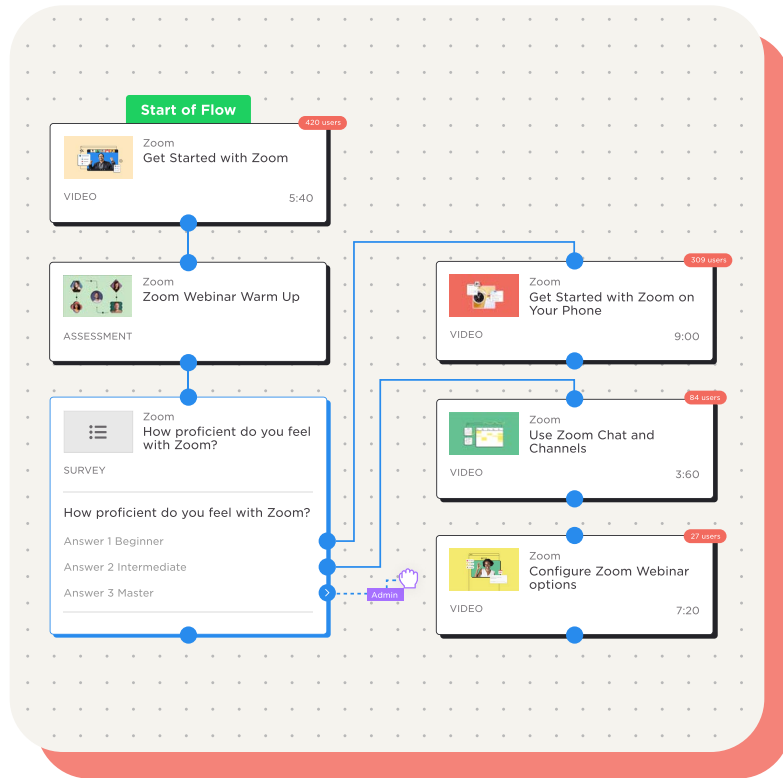 Start of Flow
420 users
Zoom
Get Started with Zoom
VIDEO
5:40
Zoom
Zoom Webinar Warm Up
ASSESSMENT
Zoom
How proficient do you feel
with Zoom?
SURVEY
How proficient do you feel with Zoom?
Answer 1 Beginner
Answer 2 Intermediate
Answer 3 Master
Admin
309 users
Zoom
Get Started with Zoom on
Your Phone
VIDEO
9:00
84 users
Zoom
Use Zoom Chat and
Channels
VIDEO
3:60
27 users
Zoom
Configure Zoom Webinar
options
VIDEO
7:20